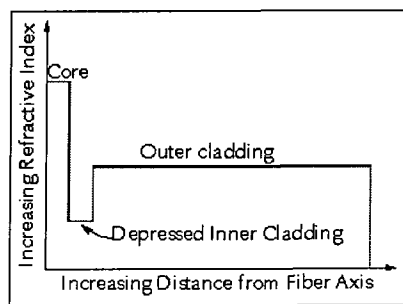 Increasing Refractive Index
Core
Outer cladding
Depressed Inner Cladding
Increasing Distance from Fiber Axis